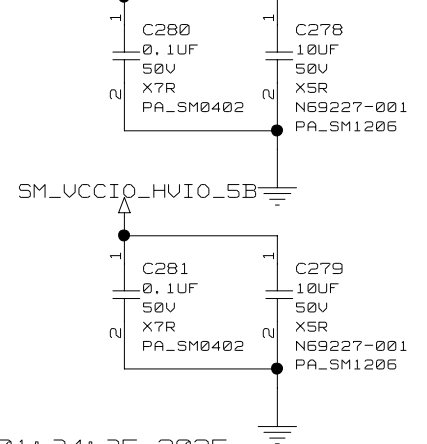 1
1
C280
0.1UF
50V
X7R
PA_SM0402
2
C278
10UF
50V
X5R
N69227-001
PA_SM1206
2
SM_VCCIO_HVIO_5B
1
1
C281
0.1UF
50V
X7R
PA_SM0402
2
C279
10UF
50V
X5R
N69227-001
PA_SM1206
2